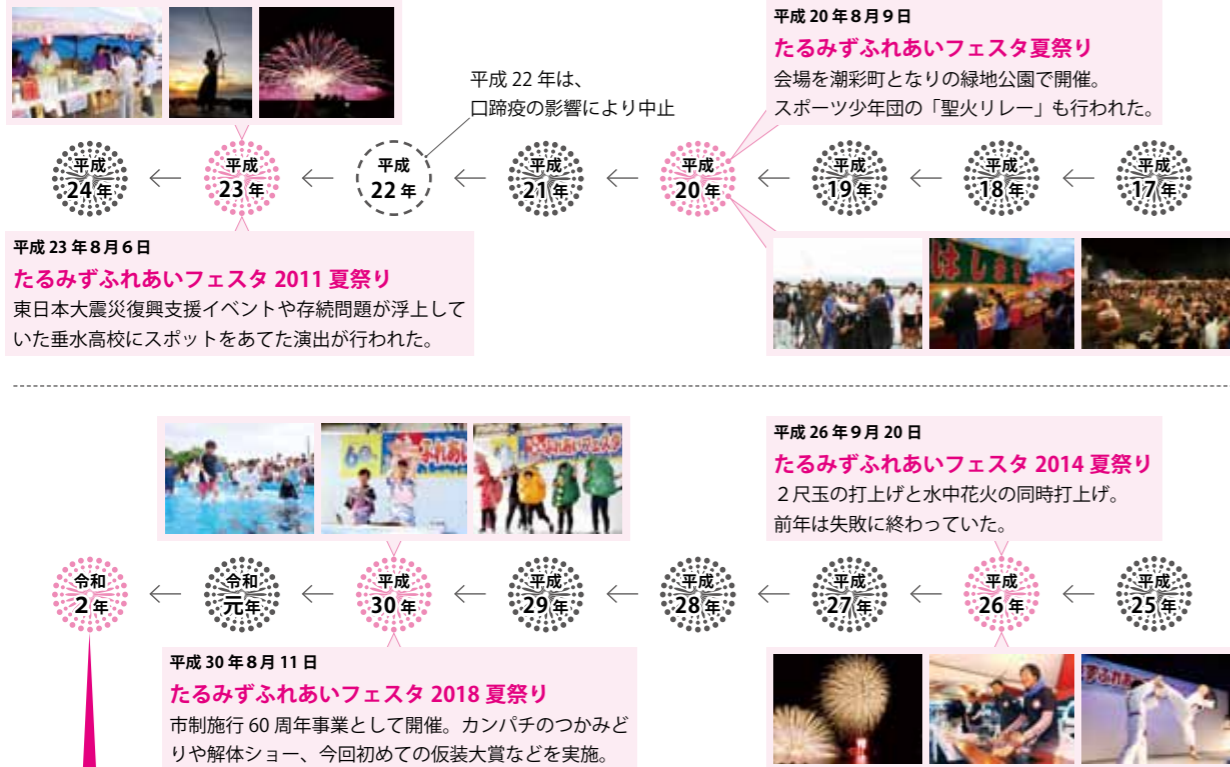 平成 20 年8月9日
たるみずふれあいフェスタ夏祭り
会場を潮彩町となりの緑地公園で開催。
スポーツ少年団の「聖火リレー」も行われた。
平成 22 年は、
口蹄疫の影響により中止
平成
17 年
平成
18 年
平成
19 年
平成
20 年
平成
21 年
平成
22 年
平成
23 年
平成
24 年
はしまき
平成 23 年8月6日
たるみずふれあいフェスタ 2011 夏祭り
東日本大震災復興支援イベントや存続問題が浮上して
いた垂水高校にスポットをあてた演出が行われた。
平成 26 年9月 20 日
たるみずふれあいフェスタ 2014 夏祭り
2尺玉の打上げと水中花火の同時打上げ。
前年は失敗に終わっていた。
60
ふれあい
ふれあいフェスタ
平成
25 年
平成
26 年
平成
27 年
平成
28 年
平成
29 年
平成
30 年
令和
元年
令和
2 年
平成 30 年8月 11 日
たるみずふれあいフェスタ 2018 夏祭り
市制施行 60 周年事業として開催。カンパチのつかみど
りや解体ショー、今回初めての仮装大賞などを実施。